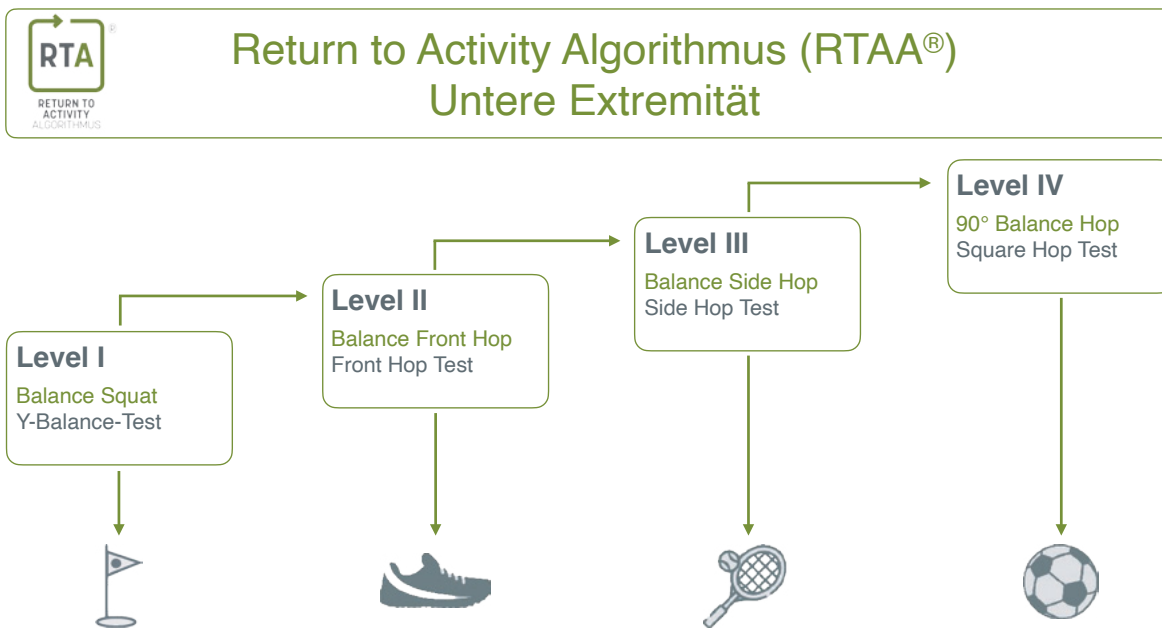 RTA®
RETURN TO
ACTIVITY
ALGORITHMUS
Return to Activity Algorithmus (RTAA®)
Untere Extremität
Level I
Balance Squat
Y-Balance-Test
Level II
Balance Front Hop
Front Hop Test
Level III
Balance Side Hop
Side Hop Test
Level IV
90° Balance Hop
Square Hop Test